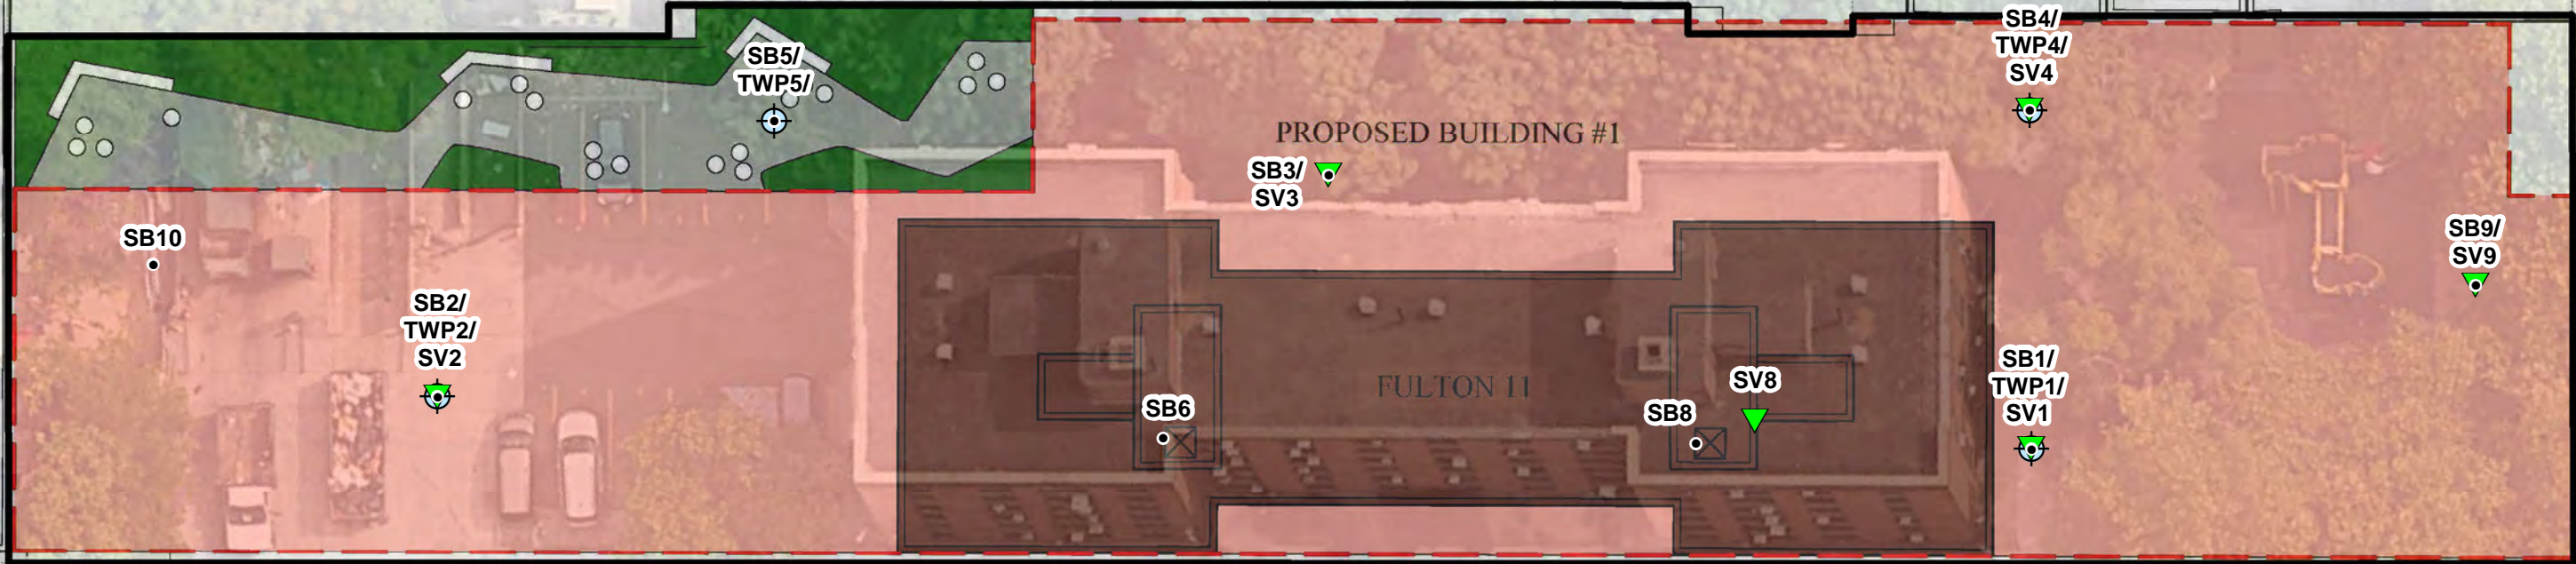 SB5/
TWP5/
SB4/
TWP4/
SV4
PROPOSED BUILDING #1
SB3/
SV3
SB10
SB9/
SV9
SB2/
TWP2/
SV2
FULTON 11
SB6
SB8
SV8
SB1/
TWP1/
SV1